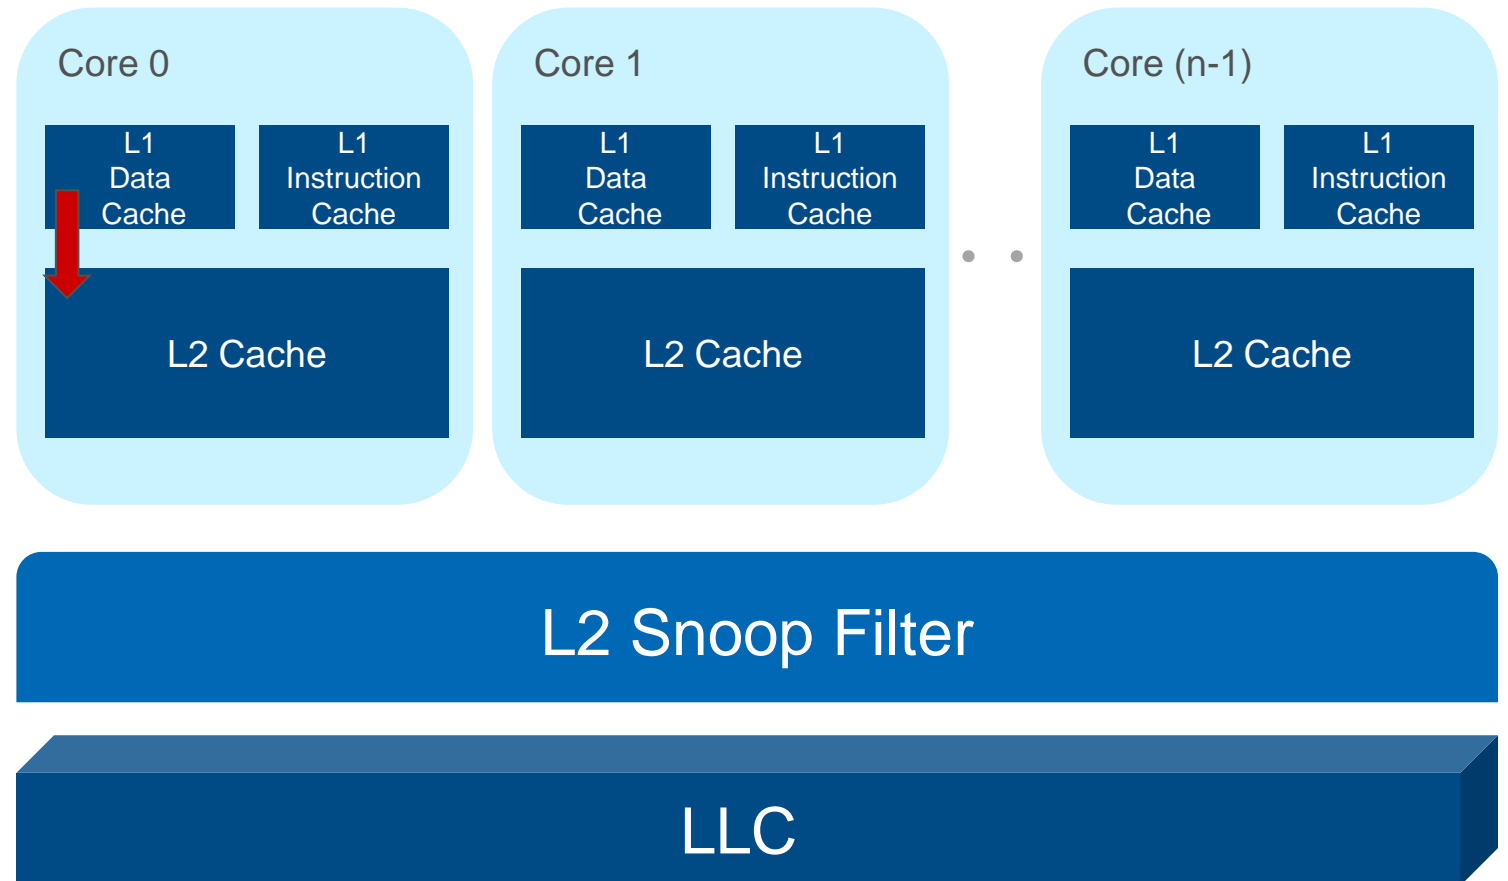 Core 0
L1
Data
Cache
L1
Instruction
Cache
L2 Cache
Core 1
L1
Data
Cache
L1
Instruction
Cache
L2 Cache
Core (n-1)
L1
Data
Cache
L1
Instruction
Cache
L2 Cache
L2 Snoop Filter
LLC